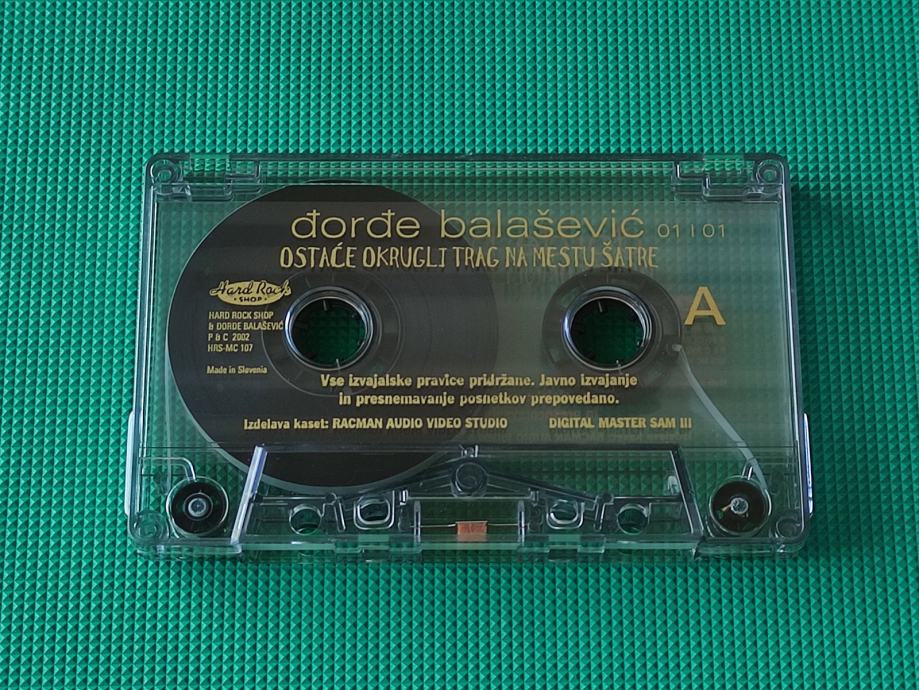 đorđe balašević 01 I 01
OSTAĆE OKRUGLI TRAG NA MESTU ŠATRE
Hard Rock
• SHOP •
A
HARD ROCK SHOP
& ĐORĐE BALAŠEVIĆ
P & C 2002
HRS-MC 107
Made in Slovenia
Vse izvajalske pravice pridržane. Javno izvajanje
in presnemavanje posnetkov prepovedano.
Izdelava kaset: RACMAN AUDIO VIDEO STUDIO DIGITAL MASTER SAM III